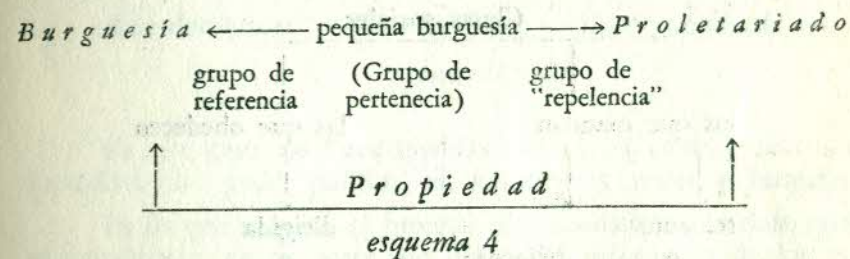 Burguesía ←—— pequeña burguesía ——→ Proletariado
grupo de (Grupo de grupo de
referencia pertenecia) "repelencia"
Propiedad
esquema 4